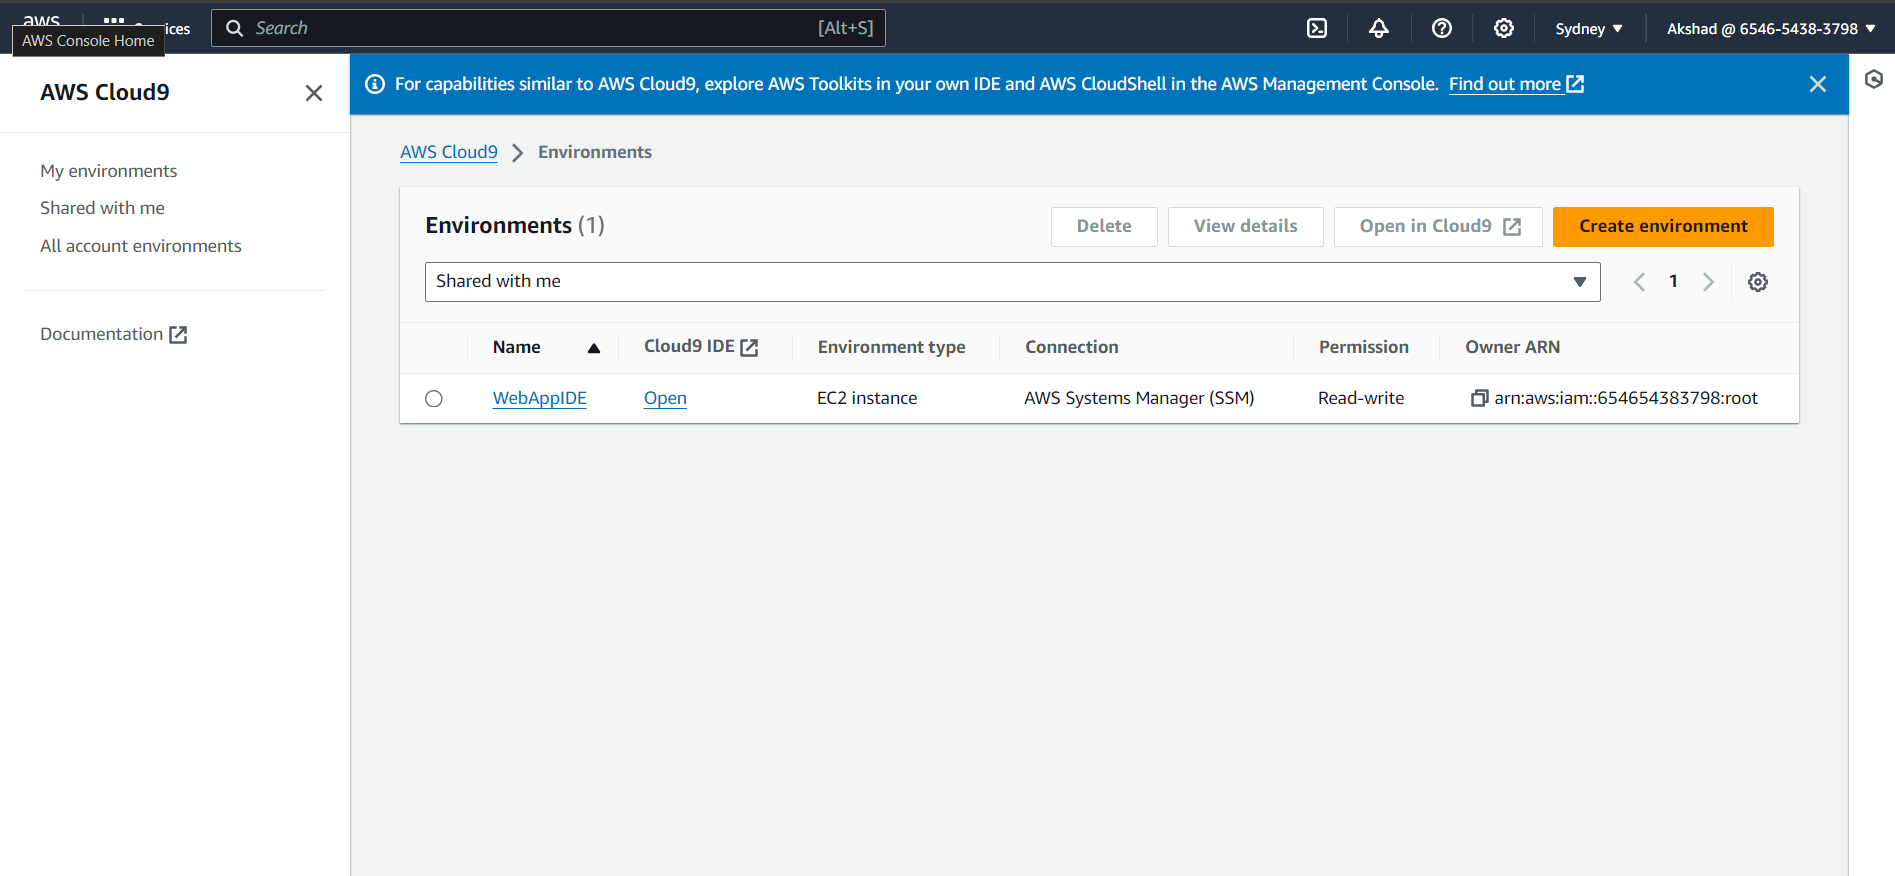 aws
AWS Console Home
Search
[Alt+S]
Sydney
Akshad @ 6546-5438-3798
AWS Cloud9
For capabilities similar to AWS Cloud9, explore AWS Toolkits in your own IDE and AWS CloudShell in the AWS Management Console. Find out more
My environments
Shared with me
All account environments
Documentation
AWS Cloud9 > Environments
Environments (1)
Delete
View details
Open in Cloud9
Create environment
Shared with me
1
Name
Cloud9 IDE
Environment type
Connection
Permission
Owner ARN
WebAppIDE
Open
EC2 instance
AWS Systems Manager (SSM)
Read-write
arn:aws:iam::654654383798:root